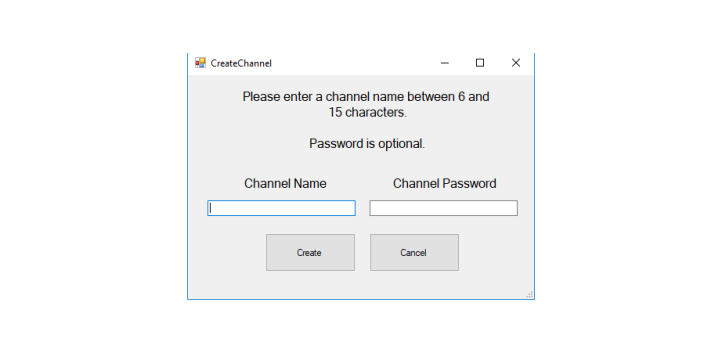 CreateChannel
Please enter a channel name between 6 and
15 characters.
Password is optional.
Channel Name
Channel Password
Create
Cancel